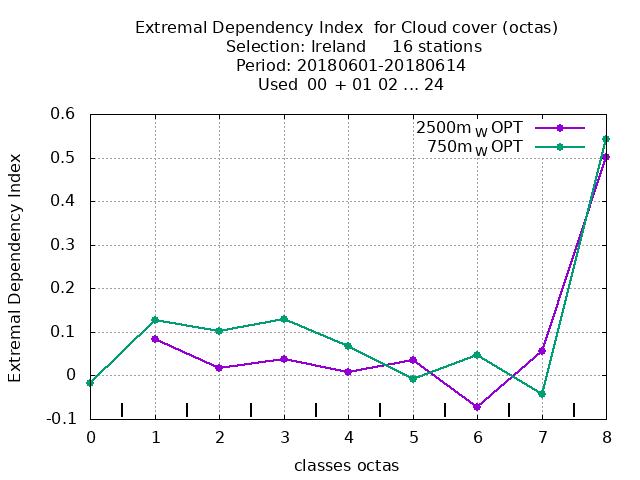 Extremal Dependency Index for Cloud cover (octas)
Selection: Ireland 16 stations
Period: 20180601-20180614
Used 00 + 01 02 ... 24
2500m W OPT
750m W OPT
Extremal Dependency Index
0.6
0.5
0.4
0.3
0.2
0.1
0
-0.1
0 1 2 3 4 5 6 7 8
classes octas